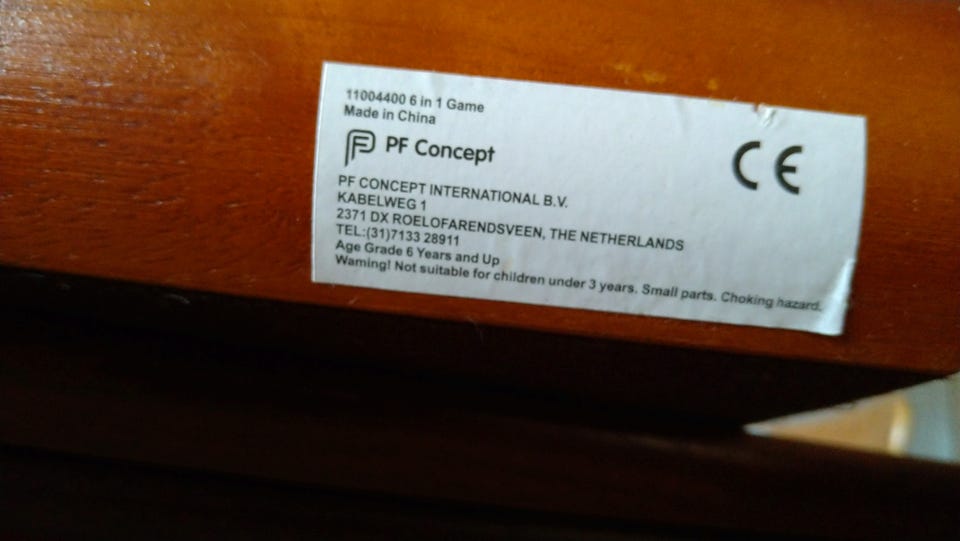 11004400 6 in 1 Game
Made in China
PF Concept
CE
PF CONCEPT INTERNATIONAL B.V.
KABELWEG 1
2371 DX ROELOFARENDSVEEN, THE NETHERLANDS
TEL:(31)7133 28911
Age Grade 6 Years and Up
Warning! Not suitable for children under 3 years. Small parts. Choking hazard.